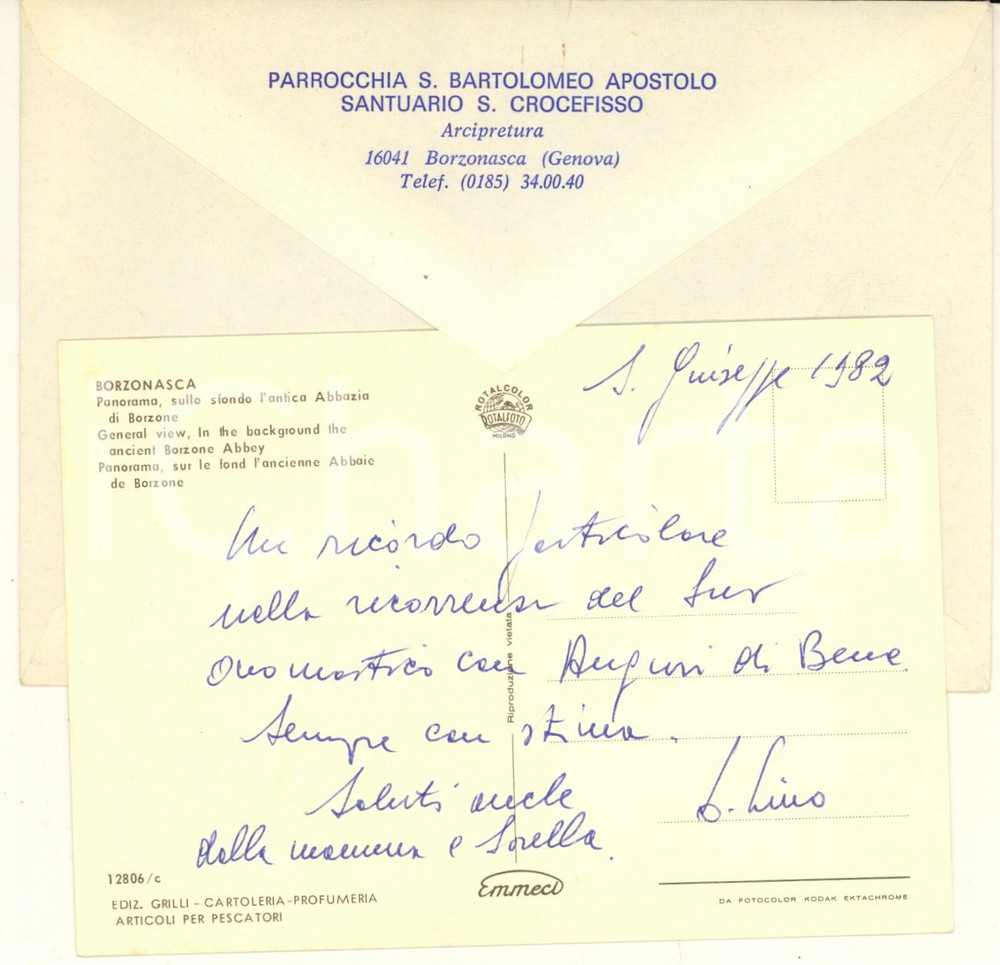 PARROCCHIA S. BARTOLOMEO APOSTOLO
SANTUARIO S. CROCEFISSO
Arcipretura
16041 Borzonasca (Genova)
Telef. (0185) 34.00.40
BORZONASCA
Panorama, sullo sfondo l'antica Abbazia
di Borzone
General view, In the background the
ancient Borzone Abbey
Panorama, sur le fond l'ancienne Abbaie
de Borzone
ROTALCOLOR
ROTALFOTO
MILANO
S. Giuseppe 1982
Un ricordo particolare
nella ricorrenza del Suo
Onomastico con Auguri di Bene
Sempre con stima.
Saluti anche
dalla mamma e Sorella.
D. Lino
Riproduzione vietata
12806/c
EDIZ. GRILLI - CARTOLERIA-PROFUMERIA
ARTICOLI PER PESCATORI
Emmeci
DA FOTOCOLOR KODAK EKTACHROME